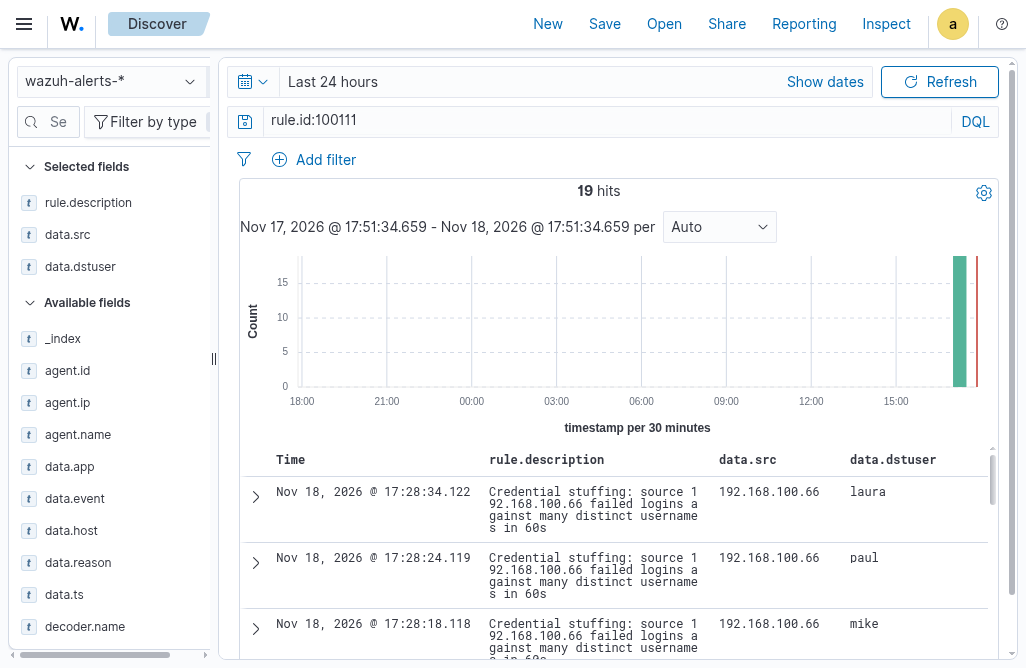 W. Discover New Save Open Share Reporting Inspect a
wazuh-alerts-*
Last 24 hours Show dates Refresh
Se Filter by type
rule.id:100111 DQL
Add filter
Selected fields
t rule.description
t data.src
t data.dstuser
Available fields
t _index
t agent.id
t agent.ip
t agent.name
t data.app
t data.event
t data.host
t data.reason
t data.ts
t decoder.name
19 hits
Nov 17, 2026 @ 17:51:34.659 - Nov 18, 2026 @ 17:51:34.659 per Auto
Count
15
10
5
0
18:00 21:00 00:00 03:00 06:00 09:00 12:00 15:00
timestamp per 30 minutes
Time rule.description data.src data.dstuser
Nov 18, 2026 @ 17:28:34.122 Credential stuffing: source 1 192.168.100.66 laura
92.168.100.66 failed logins a
gainst many distinct username
s in 60s
Nov 18, 2026 @ 17:28:24.119 Credential stuffing: source 1 192.168.100.66 paul
92.168.100.66 failed logins a
gainst many distinct username
s in 60s
Nov 18, 2026 @ 17:28:18.118 Credential stuffing: source 1 192.168.100.66 mike
92.168.100.66 failed logins a
gainst many distinct username
s in 60s